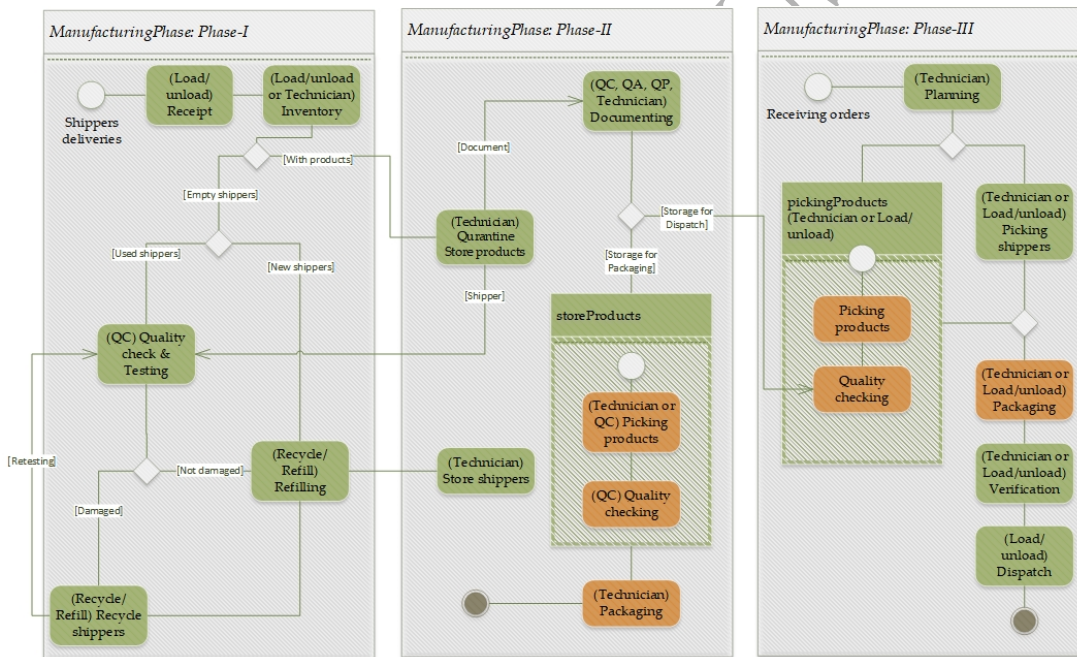 ManufacturingPhase: Phase-I
Shippers
deliveries
(Load/
unload)
Receipt
(Load/unload
or Technician)
Inventory
[With products]
[Empty shippers]
[Used shippers]
[New shippers]
(QC) Quality
check &
Testing
[Retesting]
[Not damaged]
[Damaged]
(Recycle/
Refill)
Refilling
(Recycle/
Refill) Recycle
shippers
ManufacturingPhase: Phase-II
(QC, QA, QP,
Technician)
Documenting
[Document]
(Technician)
Qurantine
Store products
[Shipper]
[Storage for
Dispatch]
[Storage for
Packaging]
storeProducts
(Technician or
QC) Picking
products
(QC) Quality
checking
(Technician)
Store shippers
(Technician)
Packaging
ManufacturingPhase: Phase-III
Receiving orders
(Technician)
Planning
pickingProducts
(Technician or Load/
unload)
Picking
products
Quality
checking
(Technician or
Load/unload)
Picking
shippers
(Technician or
Load/unload)
Packaging
(Technician or
Load/unload)
Verification
(Load/
unload)
Dispatch